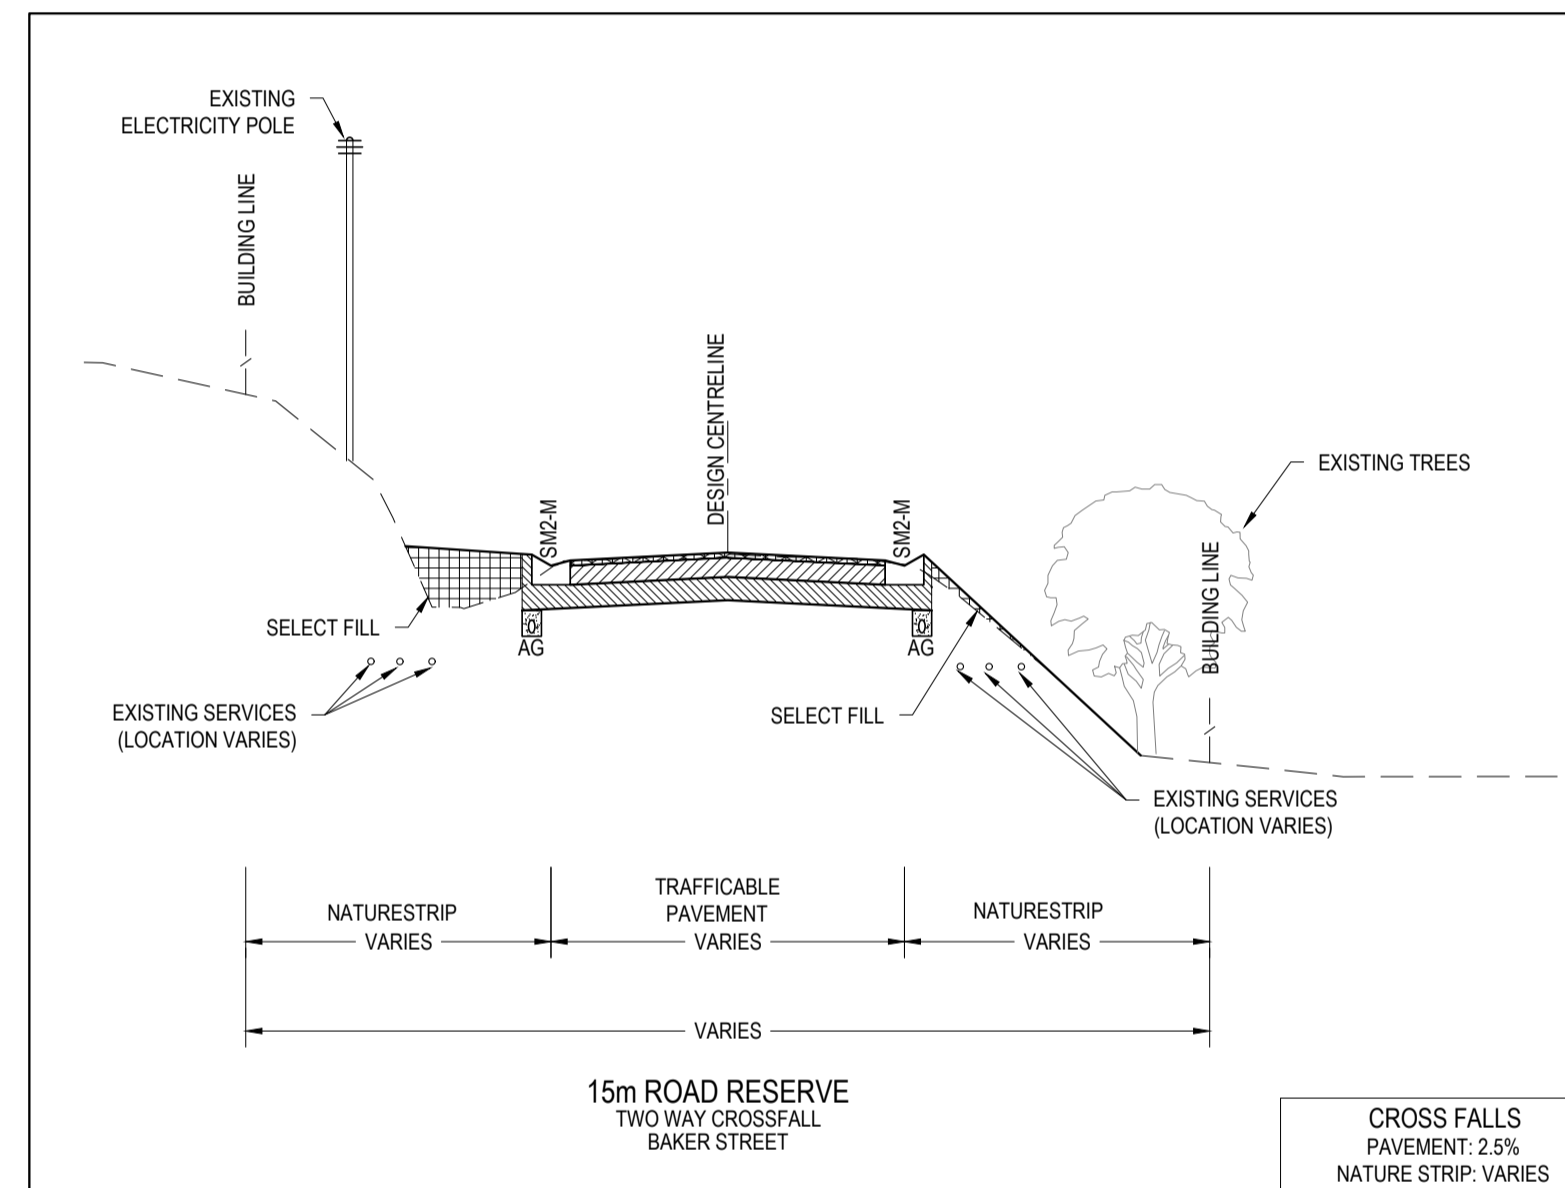 EXISTING
ELECTRICITY POLE
BUILDING LINE
DESIGN CENTRELINE
EXISTING TREES
SM2-M
SM2-M
BUILDING LINE
SELECT FILL
AG
AG
EXISTING SERVICES
(LOCATION VARIES)
SELECT FILL
EXISTING SERVICES
(LOCATION VARIES)
NATURESTRIP
VARIES
TRAFFICABLE
PAVEMENT
VARIES
NATURESTRIP
VARIES
VARIES
15m ROAD RESERVE
TWO WAY CROSSFALL
BAKER STREET
CROSS FALLS
PAVEMENT: 2.5%
NATURE STRIP: VARIES